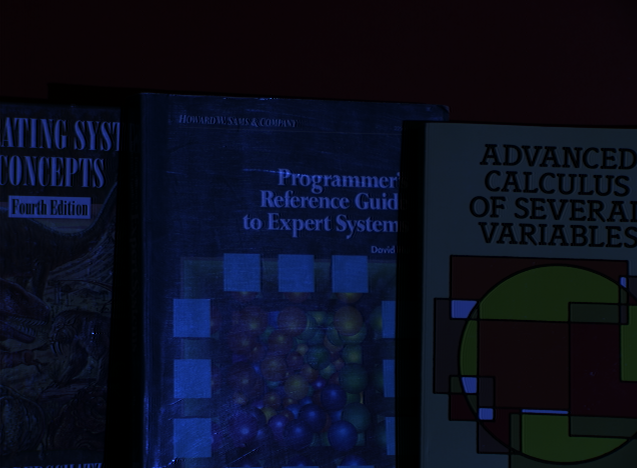 ATING SYST
CONCEPTS
Fourth Edition
HOWARD W. SAMS & COMPANY
Programmer'
Reference Guid
to Expert System
David
ADVANCED
CALCULUS
OF SEVERAL
VARIABLES